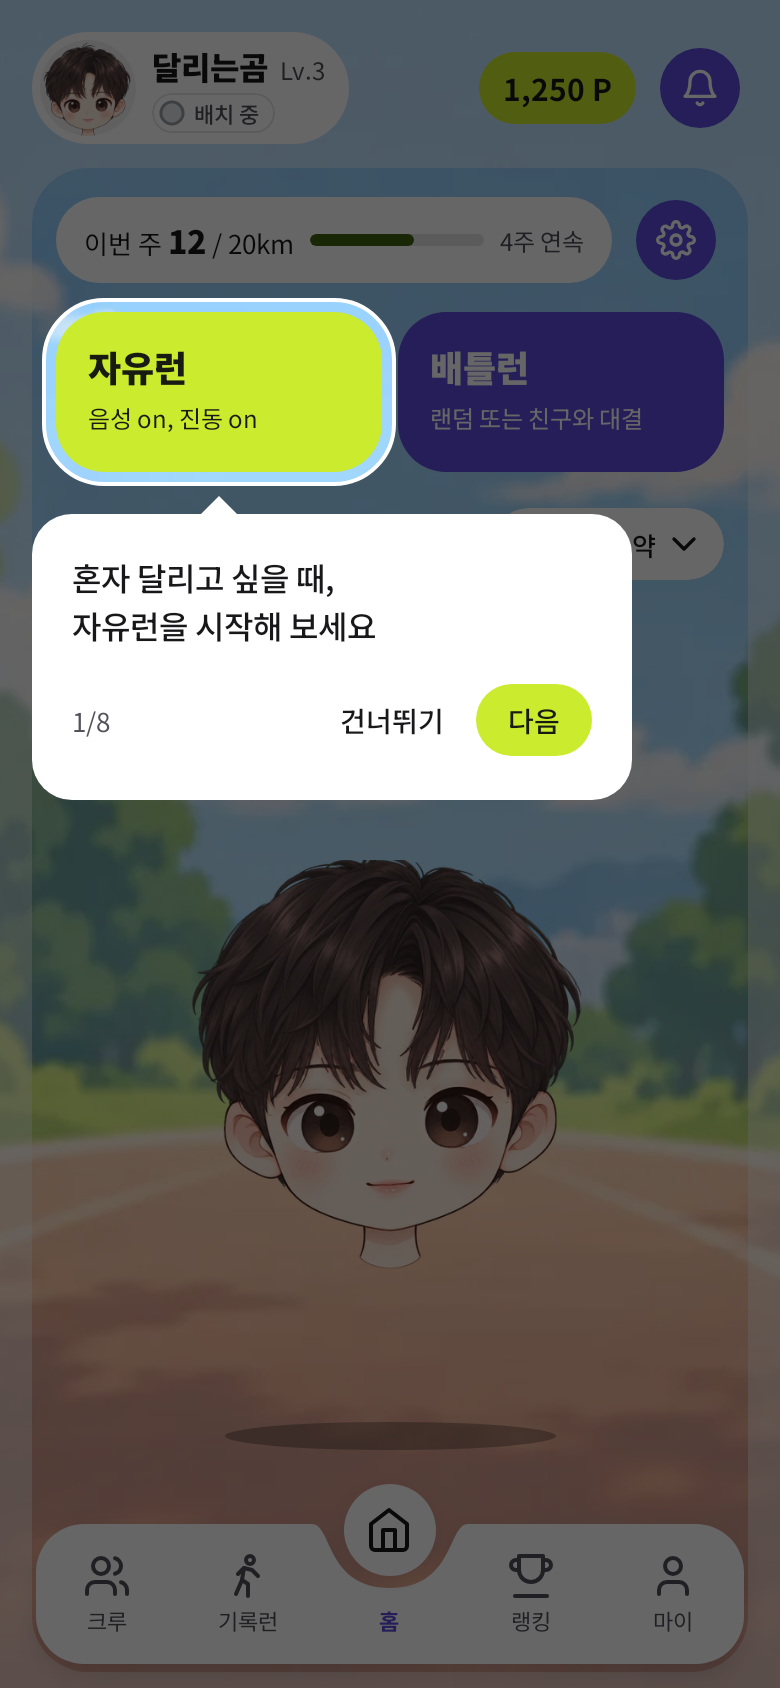 달리는곰 Lv.3
배치 중
1,250 P
이번 주 12 / 20km 4주 연속
자유런
음성 on, 진동 on
배틀런
랜덤 또는 친구와 대결
약
혼자 달리고 싶을 때,
자유런을 시작해 보세요
1/8 건너뛰기 다음
크루 기록런 홈 랭킹 마이